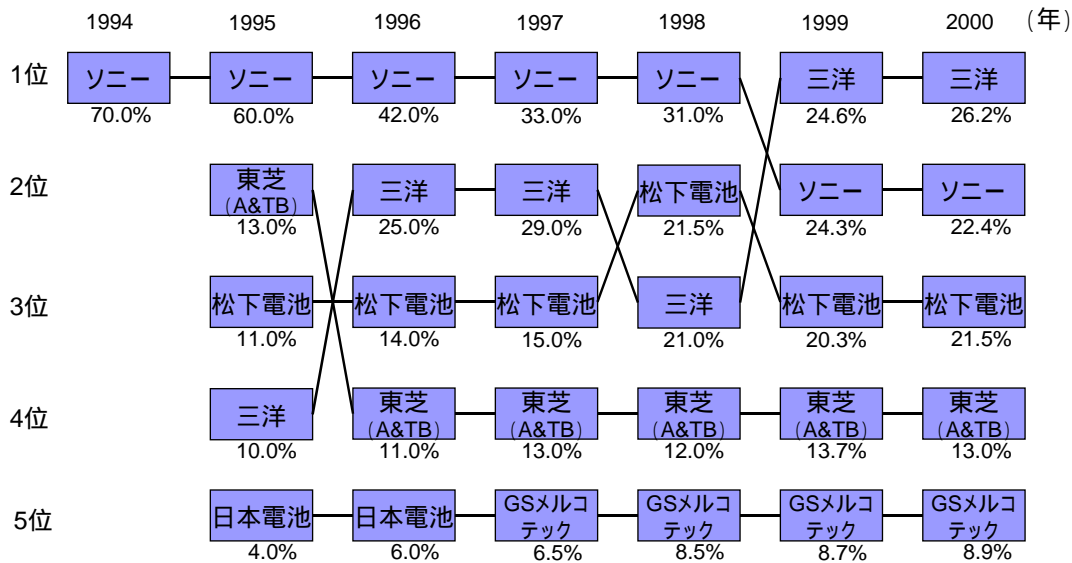 1994 1995 1996 1997 1998 1999 2000 (年)
1位 ソニー ソニー ソニー ソニー ソニー 三洋 三洋
70.0% 60.0% 42.0% 33.0% 31.0% 24.6% 26.2%
2位 東芝 三洋 三洋 松下電池 ソニー ソニー
(A&TB)
13.0% 25.0% 29.0% 21.5% 24.3% 22.4%
3位 松下電池 松下電池 松下電池 三洋 松下電池 松下電池
11.0% 14.0% 15.0% 21.0% 20.3% 21.5%
4位 三洋 東芝 東芝 東芝 東芝 東芝
(A&TB) (A&TB) (A&TB) (A&TB) (A&TB)
10.0% 11.0% 13.0% 12.0% 13.7% 13.0%
5位 日本電池 日本電池 GSメルコ GSメルコ GSメルコ GSメルコ
テック テック テック テック
4.0% 6.0% 6.5% 8.5% 8.7% 8.9%